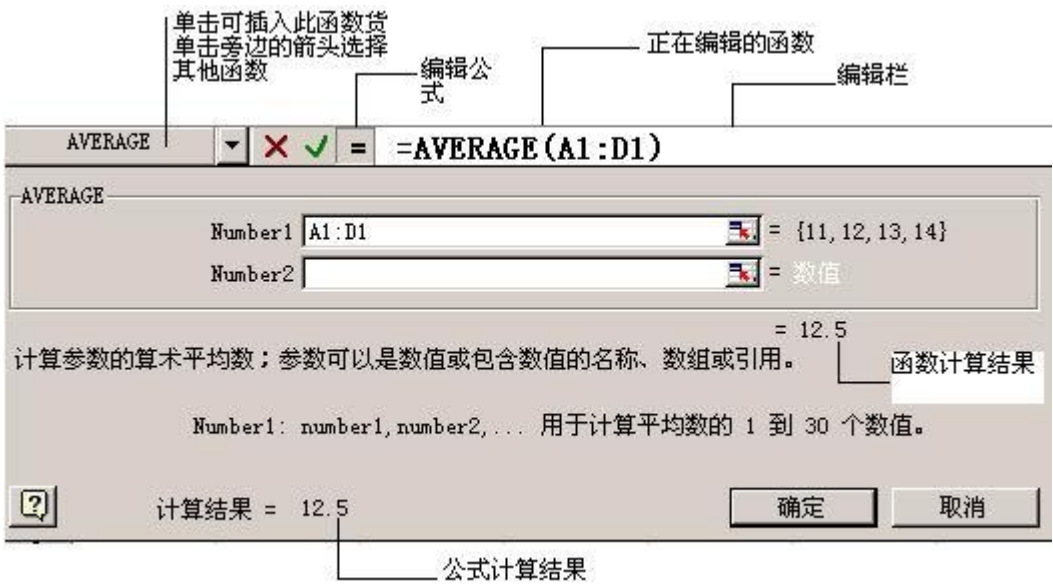 单击可插入此函数货
单击旁边的箭头选择
其他函数
编辑公
式
正在编辑的函数
编辑栏
AVERAGE
=
=AVERAGE(A1:D1)
AVERAGE
Number1 A1:D1 = {11,12,13,14}
Number2 = 数值
= 12.5
计算参数的算术平均数；参数可以是数值或包含数值的名称、数组或引用。
函数计算结果
Number1: number1,number2,... 用于计算平均数的 1 到 30 个数值。
? 计算结果 = 12.5 确定 取消
公式计算结果